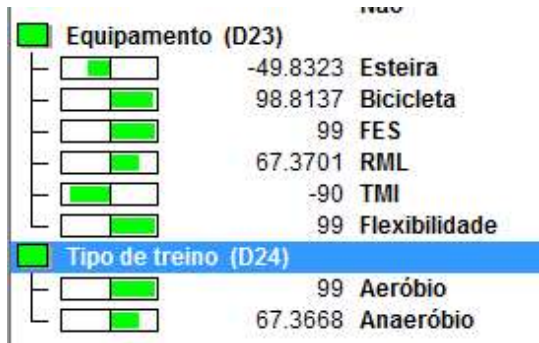 Não
Equipamento (D23)
-49.8323 Esteira
98.8137 Bicicleta
99 FES
67.3701 RML
-90 TMI
99 Flexibilidade
Tipo de treino (D24)
99 Aeróbio
67.3668 Anaeróbio